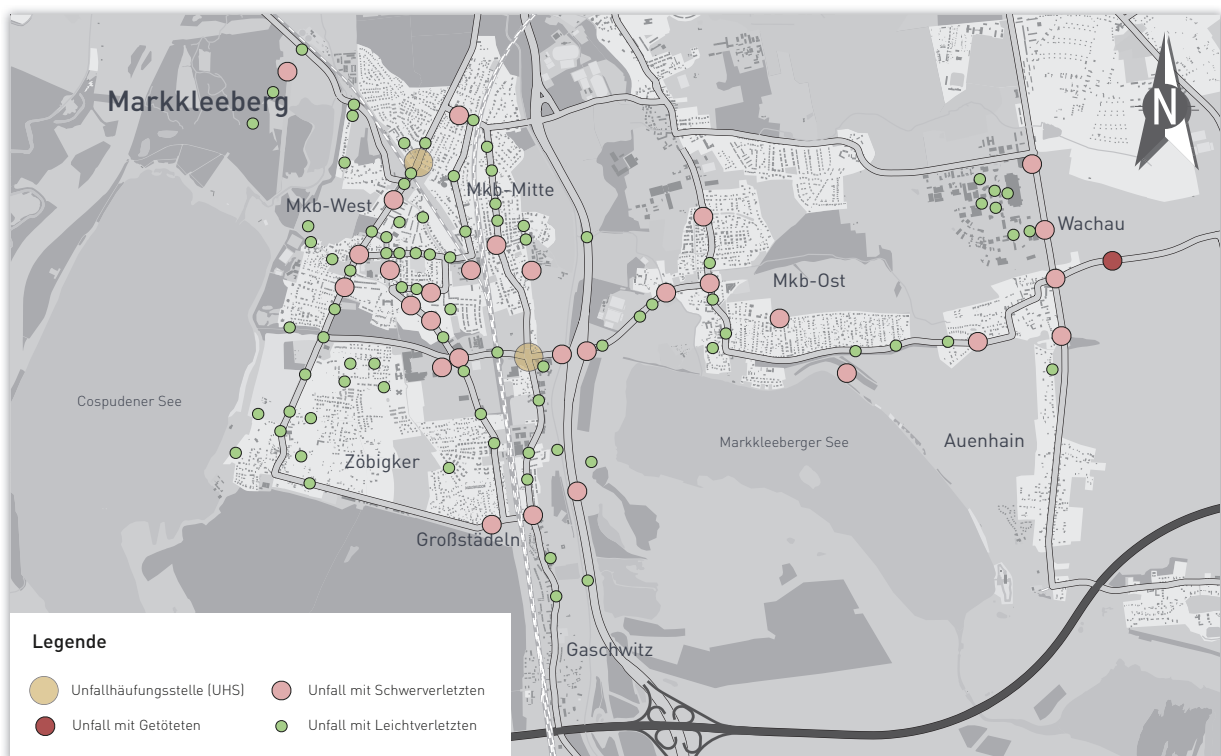 Markkleeberg
N
Mkb-Mitte
Mkb-West
Wachau
Mkb-Ost
Cospudener See
Markkleeberger See
Auenhain
Zöbigker
Großstädeln
Gaschwitz
Legende
Unfallhäufungsstelle (UHS)
Unfall mit Schwerverletzten
Unfall mit Getöteten
Unfall mit Leichtverletzten